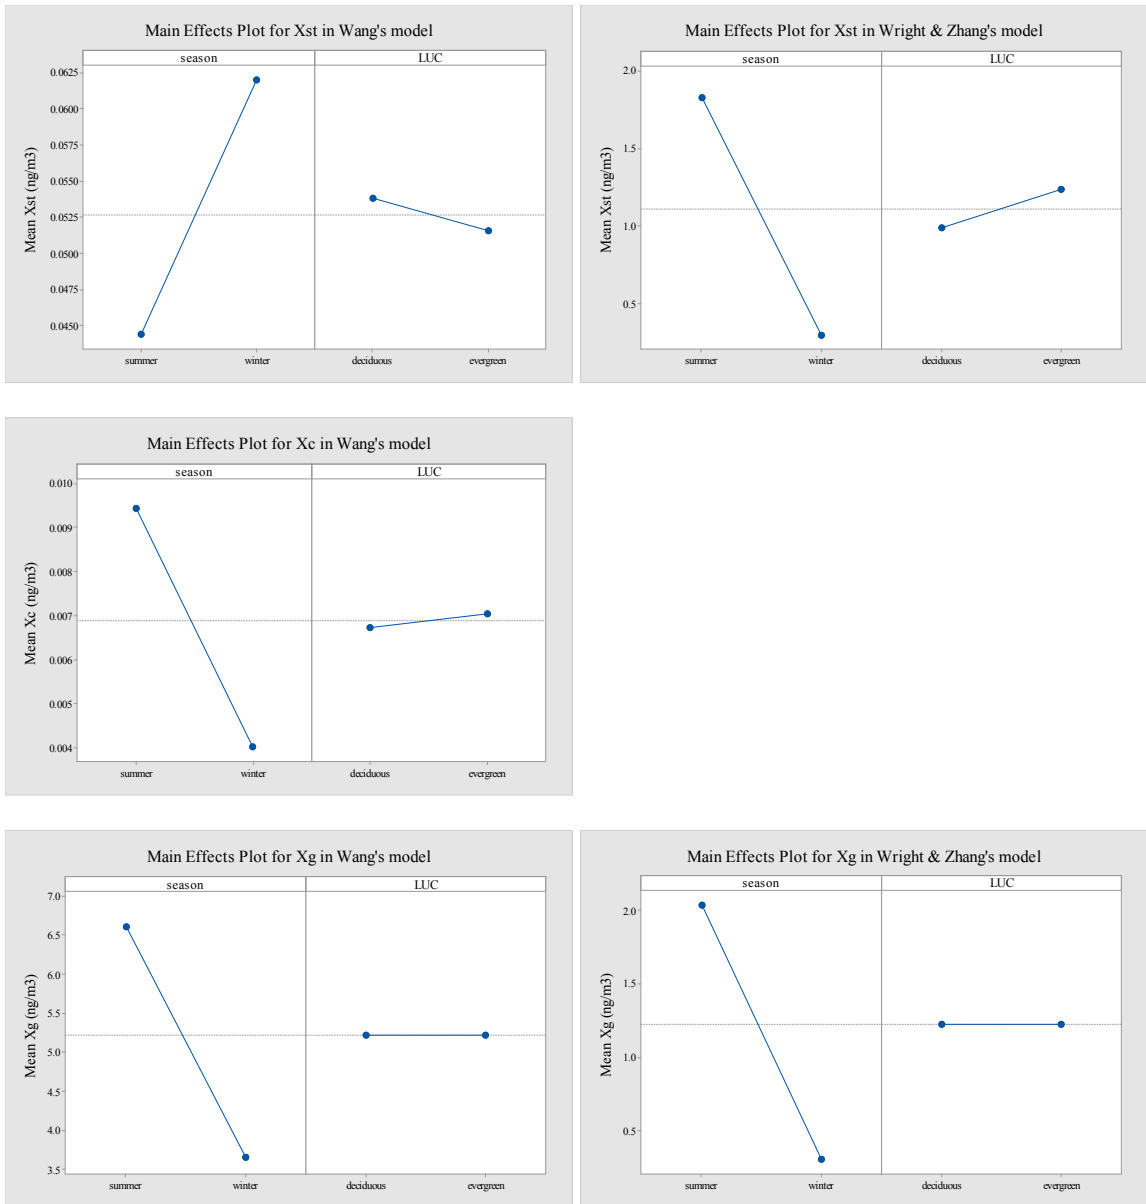 Main Effects Plot for Xst in Wang's model
season LUC
Mean Xst (ng/m3)
0.0625
0.0600
0.0575
0.0550
0.0525
0.0500
0.0475
0.0450
summer winter deciduous evergreen
Main Effects Plot for Xst in Wright & Zhang's model
season LUC
Mean Xst (ng/m3)
2.0
1.5
1.0
0.5
summer winter deciduous evergreen
Main Effects Plot for Xc in Wang's model
season LUC
Mean Xc (ng/m3)
0.010
0.009
0.008
0.007
0.006
0.005
0.004
summer winter deciduous evergreen
Main Effects Plot for Xg in Wang's model
season LUC
Mean Xg (ng/m3)
7.0
6.5
6.0
5.5
5.0
4.5
4.0
3.5
summer winter deciduous evergreen
Main Effects Plot for Xg in Wright & Zhang's model
season LUC
Mean Xg (ng/m3)
2.0
1.5
1.0
0.5
summer winter deciduous evergreen